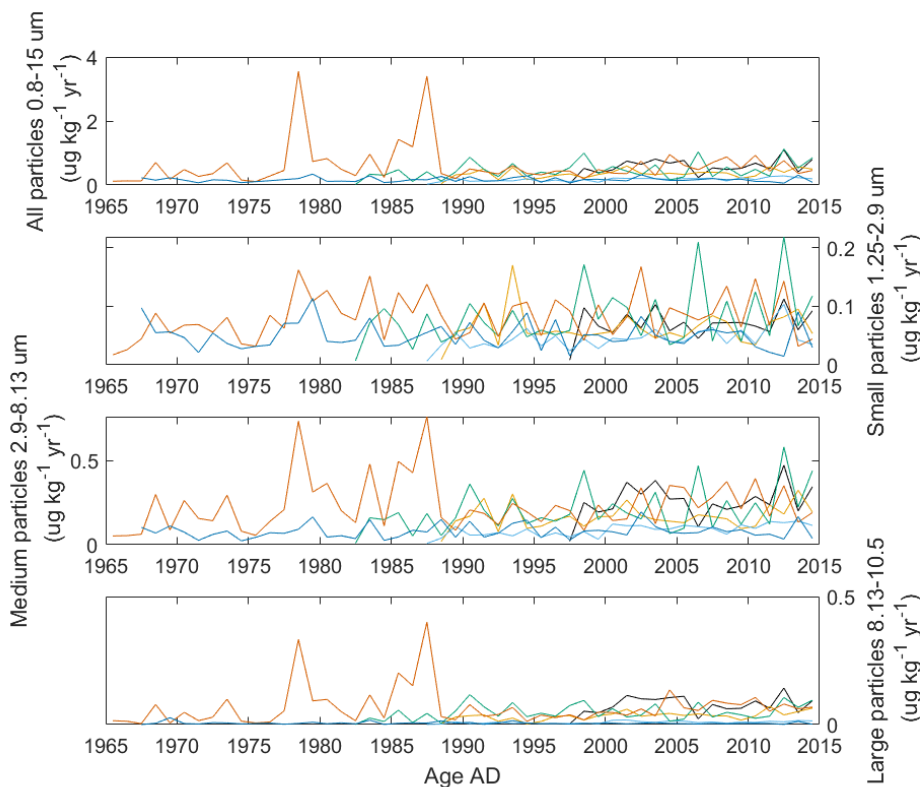 All particles 0.8-15 um
(ug kg-1 yr-1)
4
2
0
1965 1970 1975 1980 1985 1990 1995 2000 2005 2010 2015
Small particles 1.25-2.9 um
(ug kg-1 yr-1)
0.2
0.1
0
1965 1970 1975 1980 1985 1990 1995 2000 2005 2010 2015
Medium particles 2.9-8.13 um
(ug kg-1 yr-1)
0.5
0
1965 1970 1975 1980 1985 1990 1995 2000 2005 2010 2015
Large particles 8.13-10.5
(ug kg-1 yr-1)
0.5
0
1965 1970 1975 1980 1985 1990 1995 2000 2005 2010 2015
Age AD